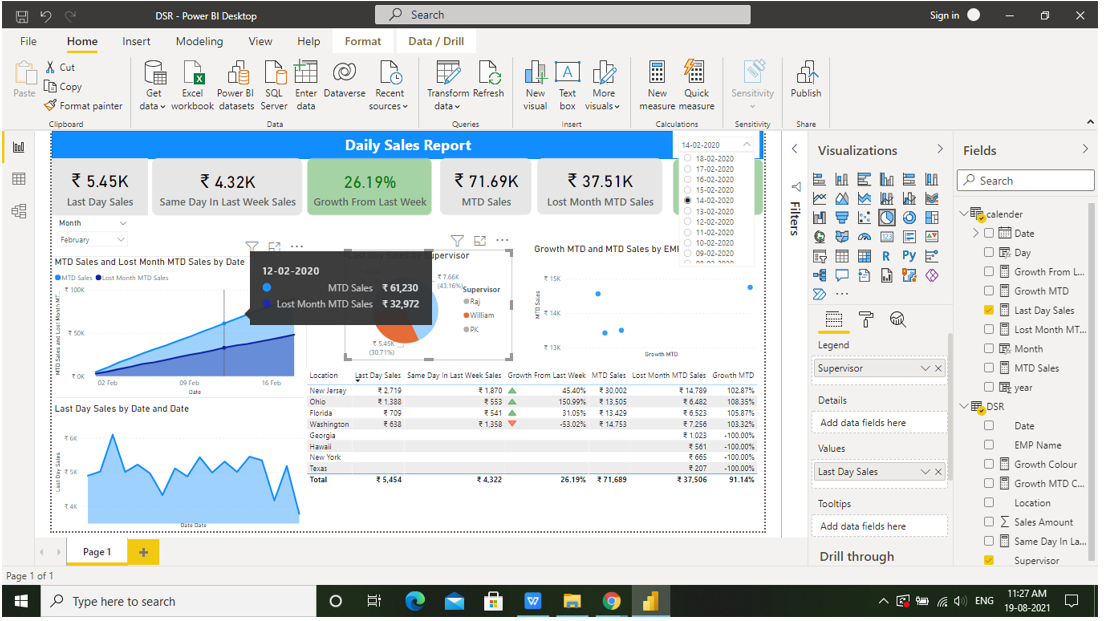 DSR - Power BI Desktop
Search
Sign in
File Home Insert Modeling View Help Format Data / Drill
Paste
Cut
Copy
Format painter
Clipboard
Get data
Excel workbook
Power BI datasets
SQL Server
Enter data
Dataverse
Recent sources
Data
Transform data
Refresh
Queries
New visual
Text box
More visuals
Insert
New measure
Quick measure
Calculations
Sensitivity
Sensitivity
Publish
Share
Daily Sales Report
14-02-2020
18-02-2020
17-02-2020
16-02-2020
15-02-2020
14-02-2020
13-02-2020
12-02-2020
11-02-2020
10-02-2020
09-02-2020
₹ 5.45K
Last Day Sales
₹ 4.32K
Same Day In Last Week Sales
26.19%
Growth From Last Week
₹ 71.69K
MTD Sales
₹ 37.51K
Lost Month MTD Sales
Month
February
MTD Sales and Lost Month MTD Sales by Date
MTD Sales Lost Month MTD Sales
MTD Sales and Lost Month MT...
₹ 100K
₹ 50K
₹ 0K
02 Feb 09 Feb 16 Feb
Date
12-02-2020
MTD Sales ₹ 61,230
Lost Month MTD Sales ₹ 32,972
Supervisor
₹ 7.66K
(43.16%)
₹ 5.45K
(30.71%)
Supervisor
Raj
William
PK
Growth MTD and MTD Sales by EMP
MTD Sales
₹ 15K
₹ 14K
₹ 13K
Growth MTD
Last Day Sales by Date and Date
Last Day Sales
₹ 6K
₹ 5K
₹ 4K
Date Date
Location Last Day Sales Same Day In Last Week Sales Growth From Last Week MTD Sales Lost Month MTD Sales Growth MTD
New Jersey ₹ 2,719 ₹ 1,870 45.40% ₹ 30,002 ₹ 14,789 102.87%
Ohio ₹ 1,388 ₹ 553 150.99% ₹ 13,505 ₹ 6,482 108.35%
Florida ₹ 709 ₹ 541 31.05% ₹ 13,429 ₹ 6,523 105.87%
Washington ₹ 638 ₹ 1,358 -53.02% ₹ 14,753 ₹ 7,256 103.32%
Georgia ₹ 1,023 -100.00%
Hawaii ₹ 561 -100.00%
New York ₹ 665 -100.00%
Texas ₹ 207 -100.00%
Total ₹ 5,454 ₹ 4,322 26.19% ₹ 71,689 ₹ 37,506 91.14%
Filters
Visualizations
R Py
Legend
Supervisor
Details
Add data fields here
Values
Last Day Sales
Tooltips
Add data fields here
Drill through
Fields
Search
calender
Date
Day
Growth From L...
Growth MTD
Last Day Sales
Lost Month MT...
Month
MTD Sales
year
DSR
Date
EMP Name
Growth Colour
Growth MTD C...
Location
Sales Amount
Same Day In La...
Supervisor
Page 1
Page 1 of 1
Type here to search
ENG
11:27 AM
19-08-2021